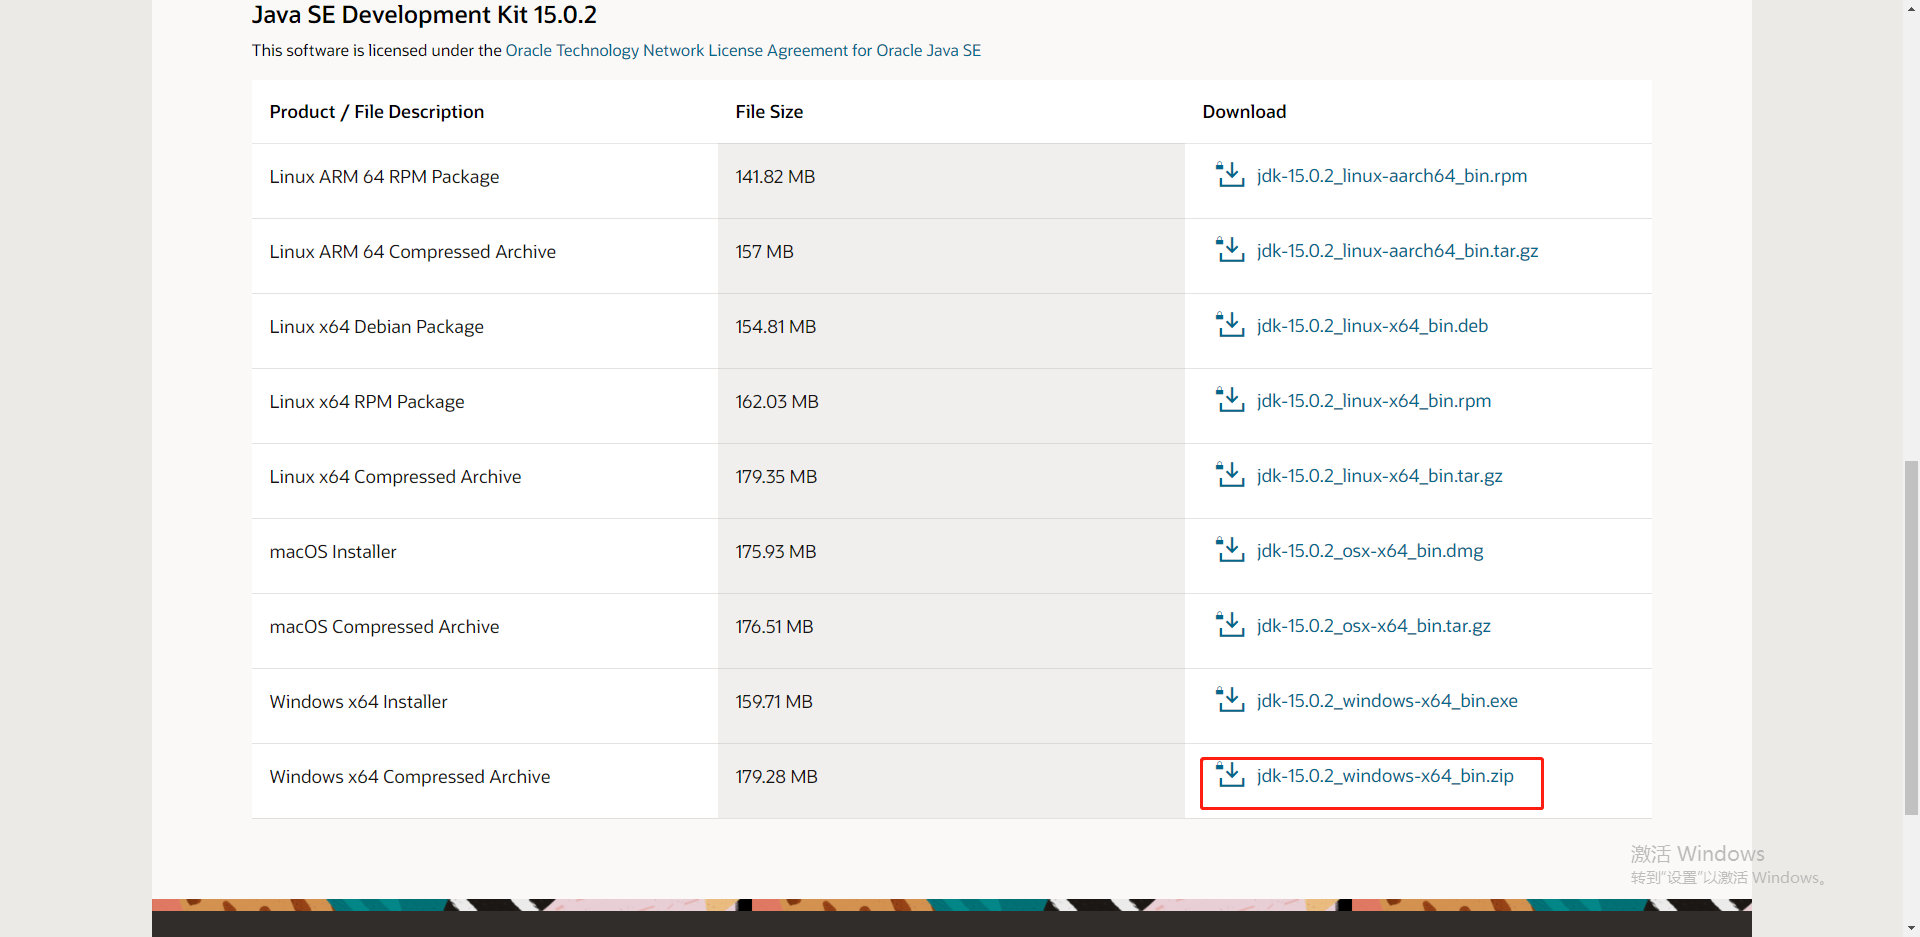 Java SE Development Kit 15.0.2
This software is licensed under the Oracle Technology Network License Agreement for Oracle Java SE
Product / File Description File Size Download
Linux ARM 64 RPM Package 141.82 MB jdk-15.0.2_linux-aarch64_bin.rpm
Linux ARM 64 Compressed Archive 157 MB jdk-15.0.2_linux-aarch64_bin.tar.gz
Linux x64 Debian Package 154.81 MB jdk-15.0.2_linux-x64_bin.deb
Linux x64 RPM Package 162.03 MB jdk-15.0.2_linux-x64_bin.rpm
Linux x64 Compressed Archive 179.35 MB jdk-15.0.2_linux-x64_bin.tar.gz
macOS Installer 175.93 MB jdk-15.0.2_osx-x64_bin.dmg
macOS Compressed Archive 176.51 MB jdk-15.0.2_osx-x64_bin.tar.gz
Windows x64 Installer 159.71 MB jdk-15.0.2_windows-x64_bin.exe
Windows x64 Compressed Archive 179.28 MB jdk-15.0.2_windows-x64_bin.zip
激活 Windows
转到“设置”以激活 Windows。